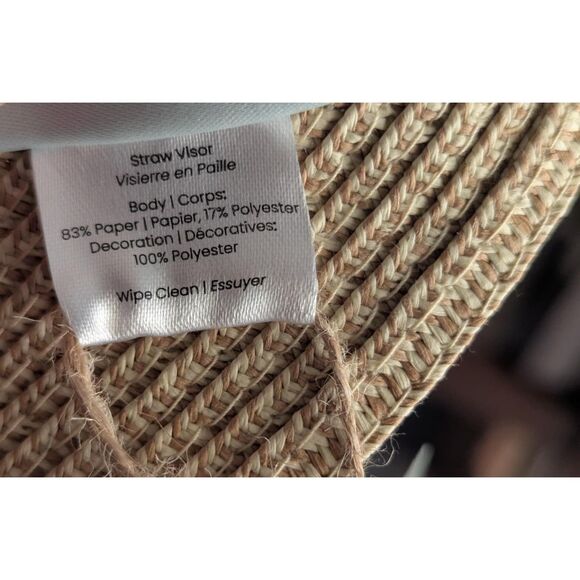 Straw Visor
Visierre en Paille
Body | Corps:
83% Paper | Papier, 17% Polyester
Decoration | Décoratives:
100% Polyester
Wipe Clean | Essuyer